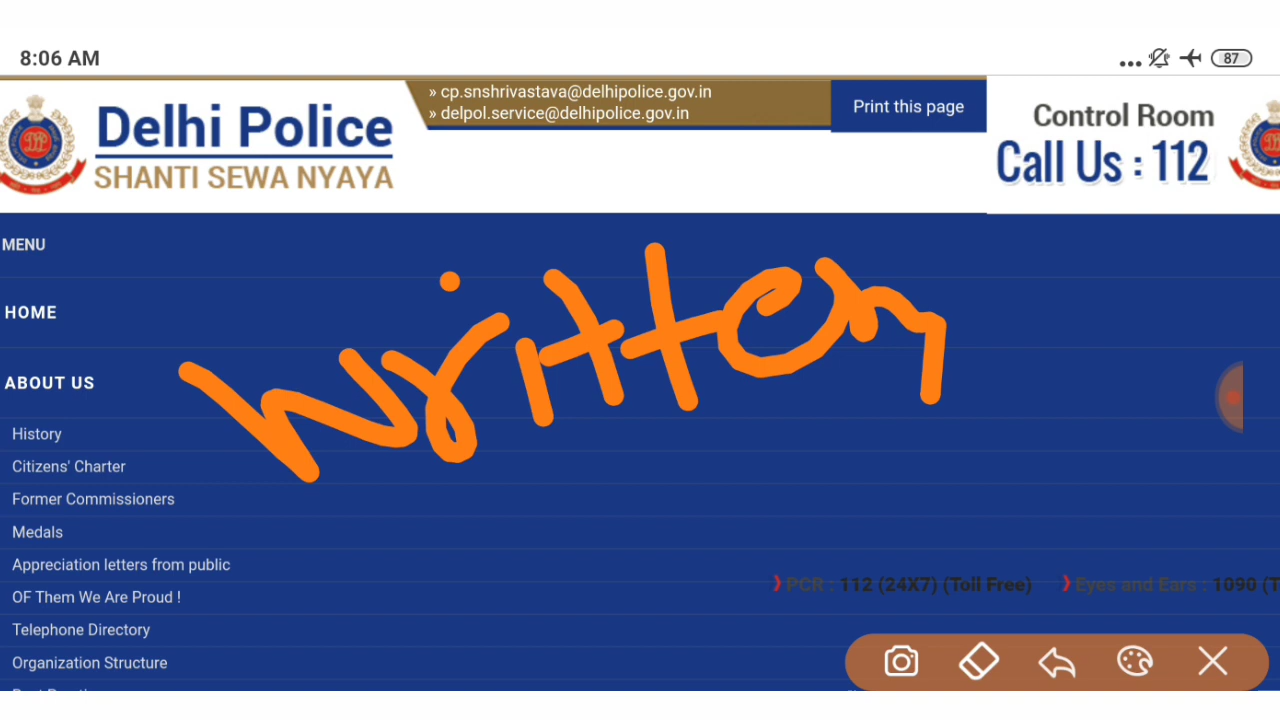 8:06 AM
87
» cp.snshrivastava@delhipolice.gov.in
» delpol.service@delhipolice.gov.in
Print this page
Delhi Police
SHANTI SEWA NYAYA
Control Room
Call Us : 112
MENU
HOME
written
ABOUT US
History
Citizens' Charter
Former Commissioners
Medals
Appreciation letters from public
PCR : 112 (24X7) (Toll Free)
Eyes and Ears : 1090 (T
OF Them We Are Proud !
Telephone Directory
Organization Structure